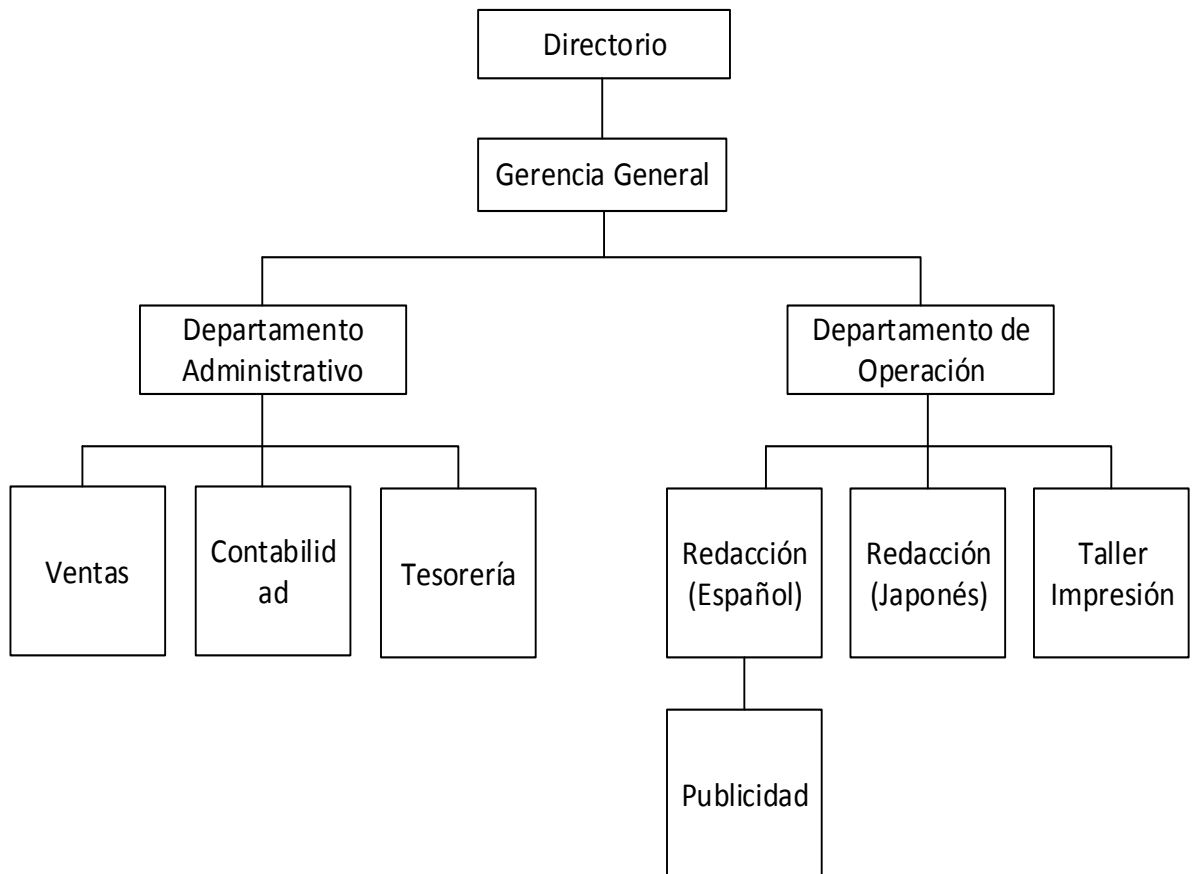 Directorio
Gerencia General
Departamento
Administrativo
Departamento de
Operación
Ventas
Contabilid
ad
Tesorería
Redacción
(Español)
Redacción
(Japonés)
Taller
Impresión
Publicidad